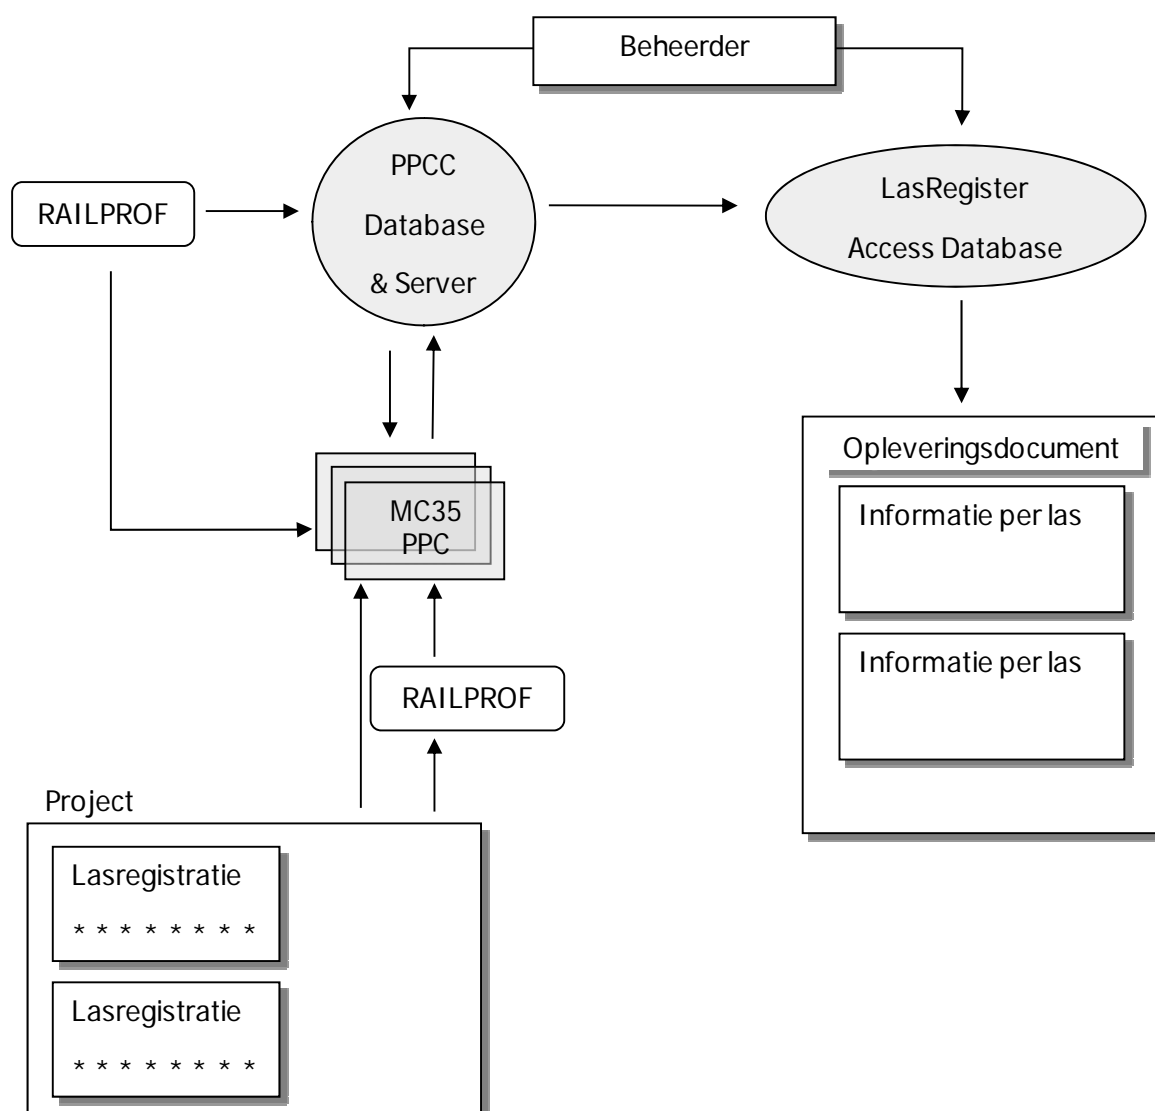 Beheerder
PPCC
Database
& Server
LasRegister
Access Database
RAILPROF
Opleveringsdocument
Informatie per las
Informatie per las
MC35
PPC
RAILPROF
Project
Lasregistratie
* * * * * * * *
Lasregistratie
* * * * * * * *